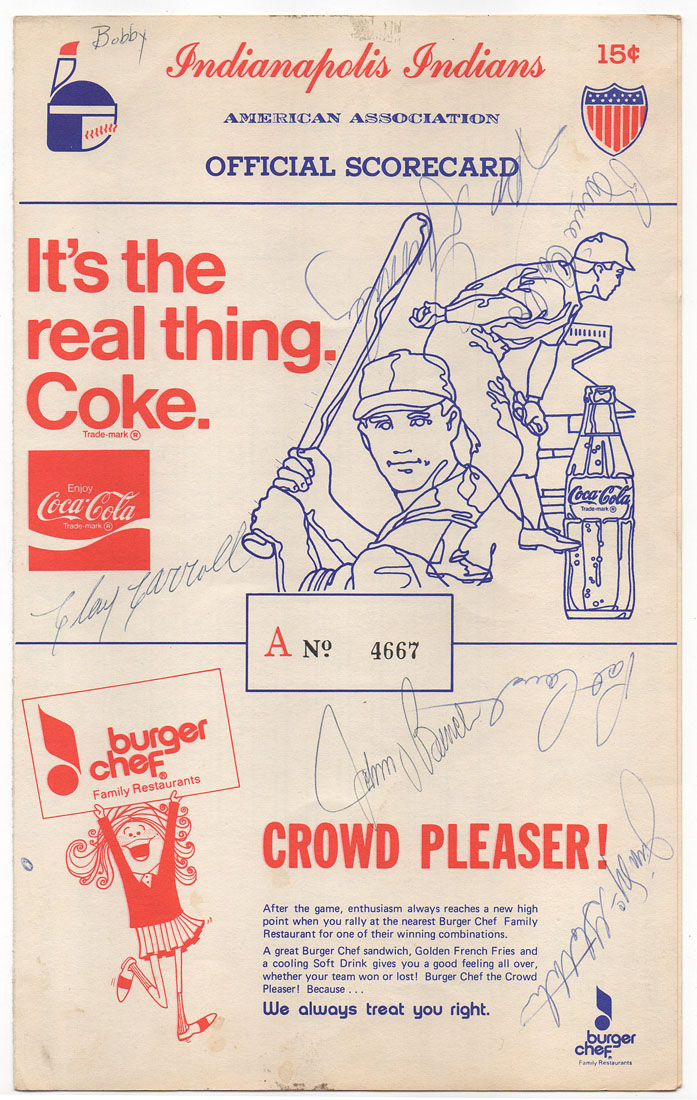 Bobby
Indianapolis Indians
15¢
AMERICAN ASSOCIATION
OFFICIAL SCORECARD
It's the
real thing.
Coke.
Trade-mark ®
Enjoy
Coca-Cola
Trade-mark ®
Coca-Cola
Trade-mark ®
Clay Carroll
A No 4667
burger
chef®
Family Restaurants
John Bench
Pat
Jim
CROWD PLEASER!
After the game, enthusiasm always reaches a new high
point when you rally at the nearest Burger Chef Family
Restaurant for one of their winning combinations.
A great Burger Chef sandwich, Golden French Fries and
a cooling Soft Drink gives you a good feeling all over,
whether your team won or lost! Burger Chef the Crowd
Pleaser! Because . . .
We always treat you right.
burger
chef®
Family Restaurants